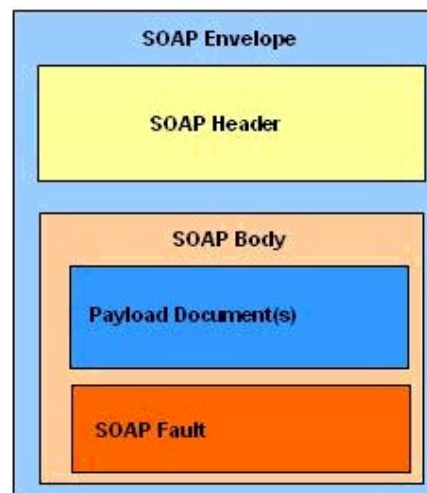 SOAP Envelope
SOAP Header
SOAP Body
Payload Document(s)
SOAP Fault